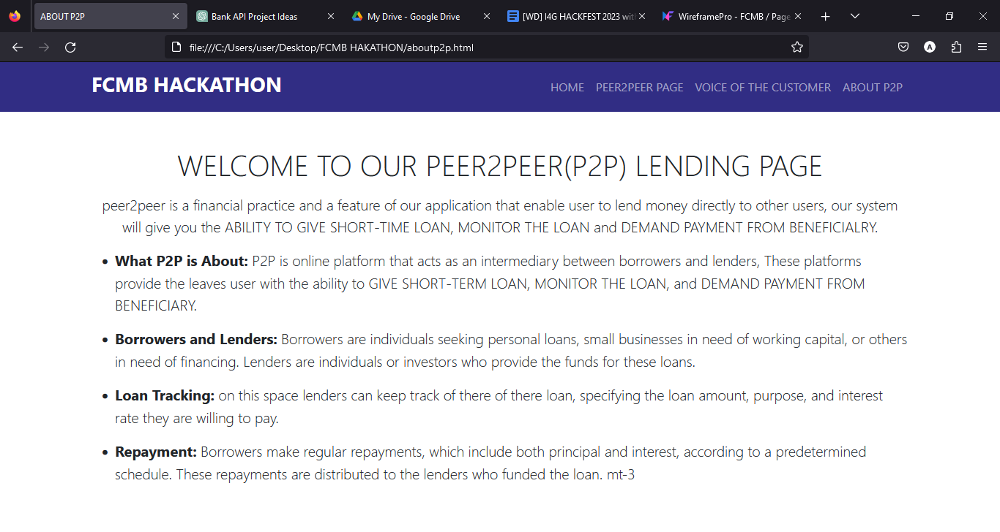 ABOUT P2P
Bank API Project Ideas
My Drive - Google Drive
[WD] I4G HACKFEST 2023 with
WireframePro - FCMB / Page
file:///C:/Users/user/Desktop/FCMB HAKATHON/aboutp2p.html
A
FCMB HACKATHON
HOME PEER2PEER PAGE VOICE OF THE CUSTOMER ABOUT P2P
WELCOME TO OUR PEER2PEER(P2P) LENDING PAGE
peer2peer is a financial practice and a feature of our application that enable user to lend money directly to other users, our system
will give you the ABILITY TO GIVE SHORT-TIME LOAN, MONITOR THE LOAN and DEMAND PAYMENT FROM BENEFICIALRY.
• What P2P is About: P2P is online platform that acts as an intermediary between borrowers and lenders, These platforms
provide the leaves user with the ability to GIVE SHORT-TERM LOAN, MONITOR THE LOAN, and DEMAND PAYMENT FROM
BENEFICIARY.
• Borrowers and Lenders: Borrowers are individuals seeking personal loans, small businesses in need of working capital, or others
in need of financing. Lenders are individuals or investors who provide the funds for these loans.
• Loan Tracking: on this space lenders can keep track of there of there loan, specifying the loan amount, purpose, and interest
rate they are willing to pay.
• Repayment: Borrowers make regular repayments, which include both principal and interest, according to a predetermined
schedule. These repayments are distributed to the lenders who funded the loan. mt-3